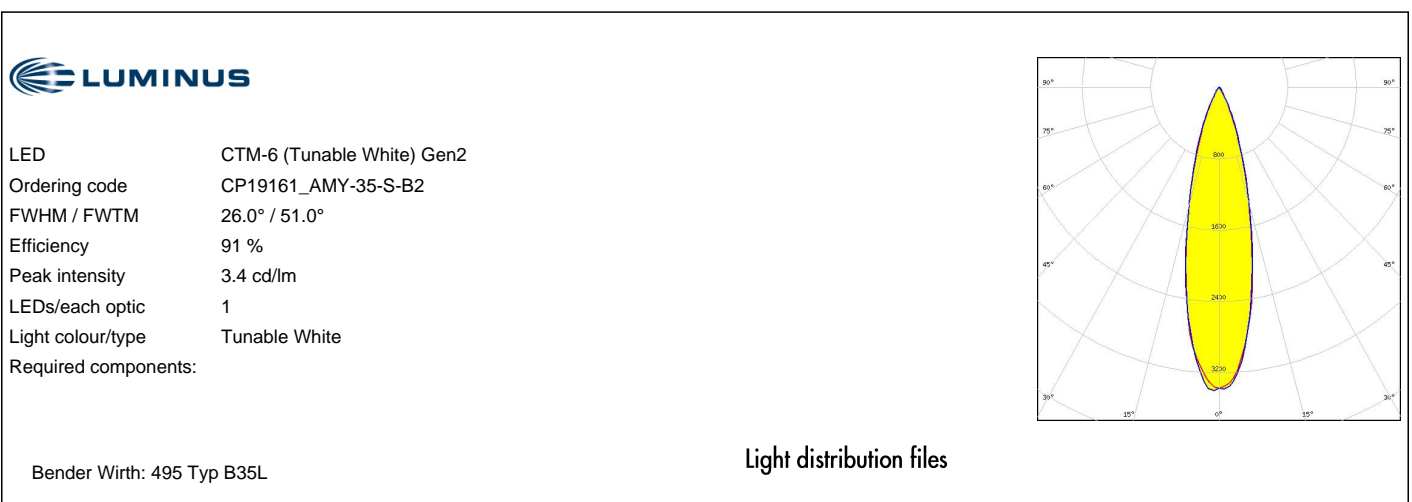 LUMINUS
LED CTM-6 (Tunable White) Gen2
Ordering code CP19161_AMY-35-S-B2
FWHM / FWTM 26.0° / 51.0°
Efficiency 91 %
Peak intensity 3.4 cd/lm
LEDs/each optic 1
Light colour/type Tunable White
Required components:
Bender Wirth: 495 Typ B35L
90° 90°
75° 75°
800
60° 60°
1600
45° 45°
2400
3200
30° 30°
15° 0° 15°
Light distribution files